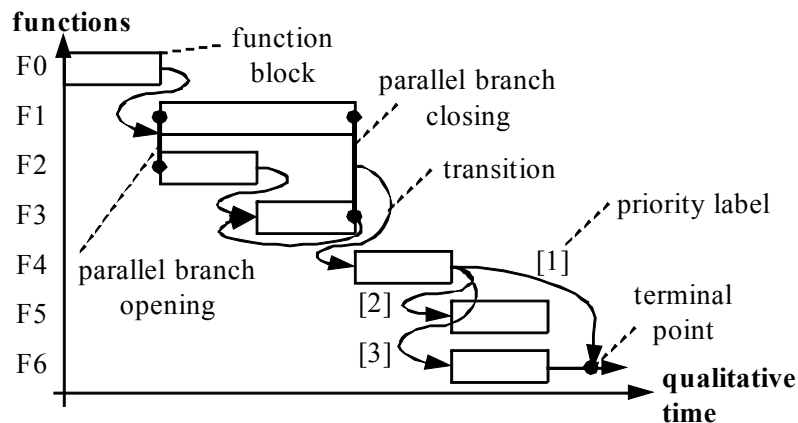 functions
function
block
F0
parallel branch
closing
F1
F2
transition
F3
priority label
F4
[1]
parallel branch
opening
[2]
terminal
point
F5
[3]
F6
qualitative
time